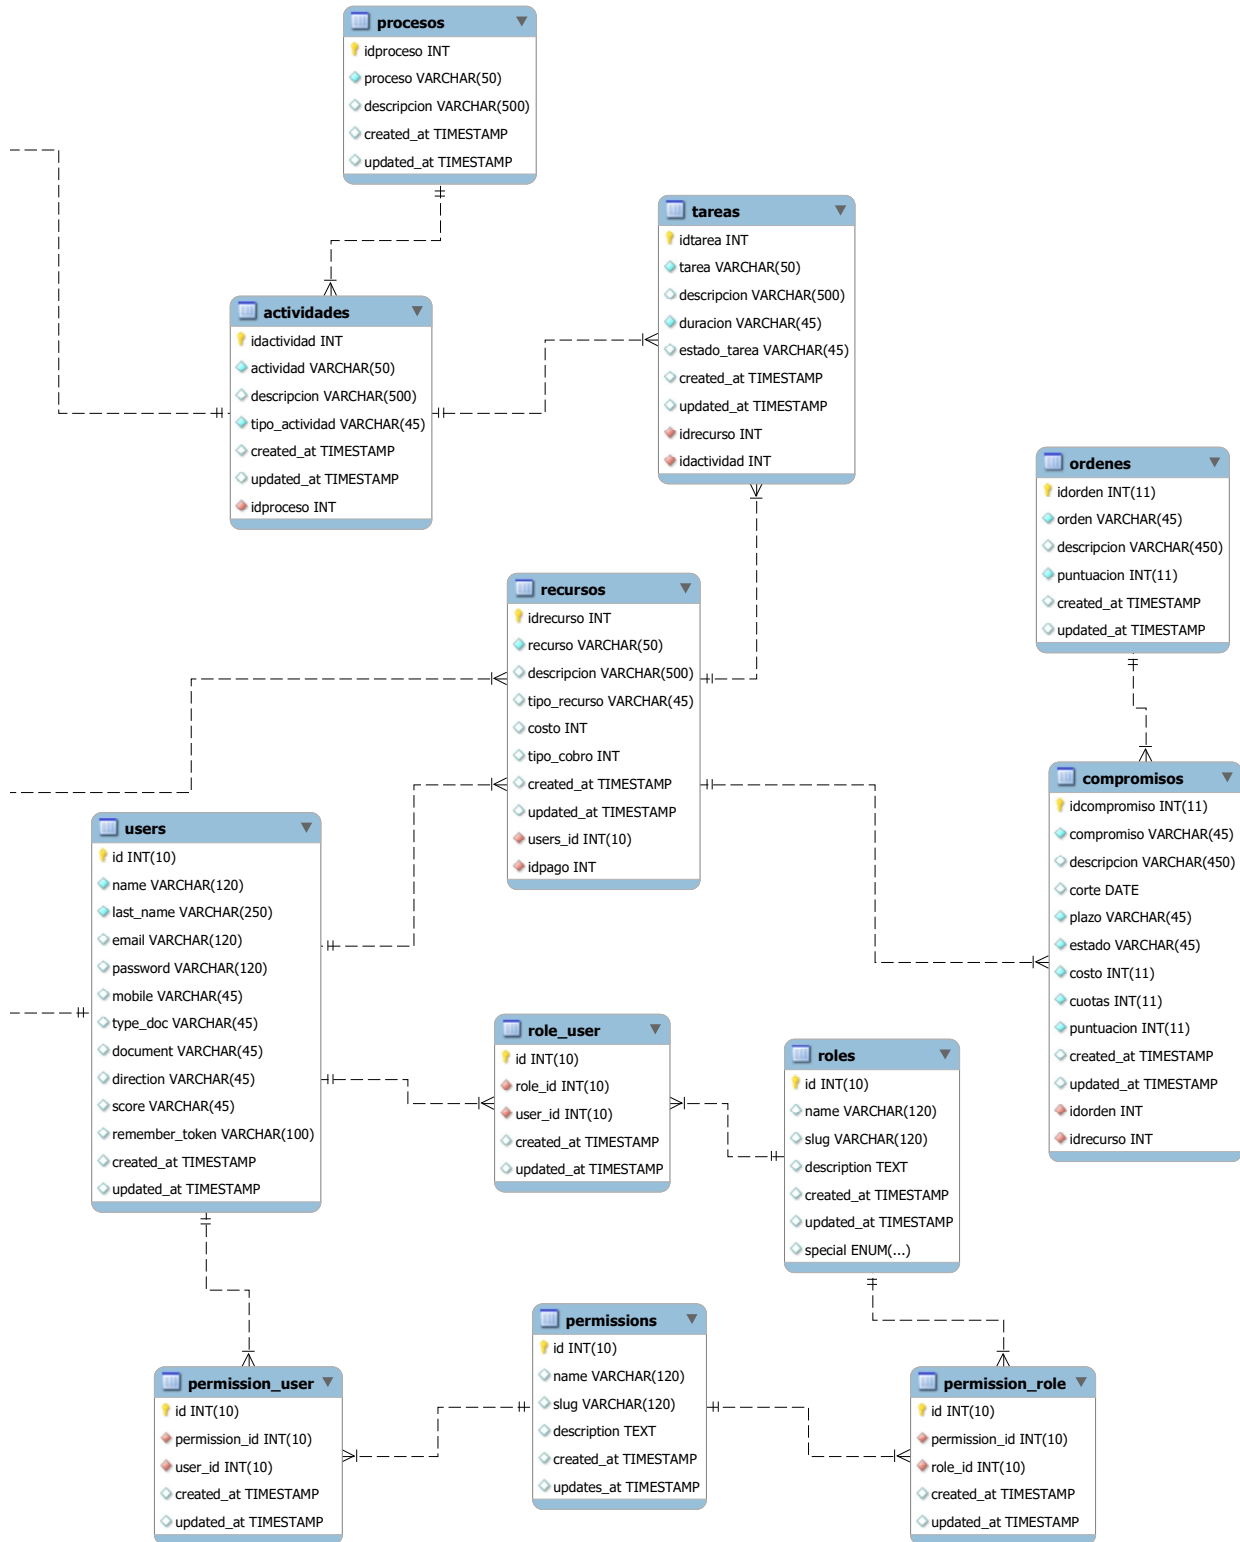 procesos
idproceso INT
proceso VARCHAR(50)
descripcion VARCHAR(500)
created_at TIMESTAMP
updated_at TIMESTAMP
tareas
idtarea INT
tarea VARCHAR(50)
descripcion VARCHAR(500)
duracion VARCHAR(45)
estado_tarea VARCHAR(45)
created_at TIMESTAMP
updated_at TIMESTAMP
idrecurso INT
idactividad INT
actividades
idactividad INT
actividad VARCHAR(50)
descripcion VARCHAR(500)
tipo_actividad VARCHAR(45)
created_at TIMESTAMP
updated_at TIMESTAMP
idproceso INT
ordenes
idorden INT(11)
orden VARCHAR(45)
descripcion VARCHAR(450)
puntuacion INT(11)
created_at TIMESTAMP
updated_at TIMESTAMP
recursos
idrecurso INT
recurso VARCHAR(50)
descripcion VARCHAR(500)
tipo_recurso VARCHAR(45)
costo INT
tipo_cobro INT
created_at TIMESTAMP
updated_at TIMESTAMP
users_id INT(10)
idpago INT
compromisos
idcompromiso INT(11)
compromiso VARCHAR(45)
descripcion VARCHAR(450)
corte DATE
plazo VARCHAR(45)
estado VARCHAR(45)
costo INT(11)
cuotas INT(11)
puntuacion INT(11)
created_at TIMESTAMP
updated_at TIMESTAMP
idorden INT
idrecurso INT
users
id INT(10)
name VARCHAR(120)
last_name VARCHAR(250)
email VARCHAR(120)
password VARCHAR(120)
mobile VARCHAR(45)
type_doc VARCHAR(45)
document VARCHAR(45)
direction VARCHAR(45)
score VARCHAR(45)
remember_token VARCHAR(100)
created_at TIMESTAMP
updated_at TIMESTAMP
role_user
id INT(10)
role_id INT(10)
user_id INT(10)
created_at TIMESTAMP
updated_at TIMESTAMP
roles
id INT(10)
name VARCHAR(120)
slug VARCHAR(120)
description TEXT
created_at TIMESTAMP
updated_at TIMESTAMP
special ENUM(...)
permissions
id INT(10)
name VARCHAR(120)
slug VARCHAR(120)
description TEXT
created_at TIMESTAMP
updates_at TIMESTAMP
permission_user
id INT(10)
permission_id INT(10)
user_id INT(10)
created_at TIMESTAMP
updated_at TIMESTAMP
permission_role
id INT(10)
permission_id INT(10)
role_id INT(10)
created_at TIMESTAMP
updated_at TIMESTAMP